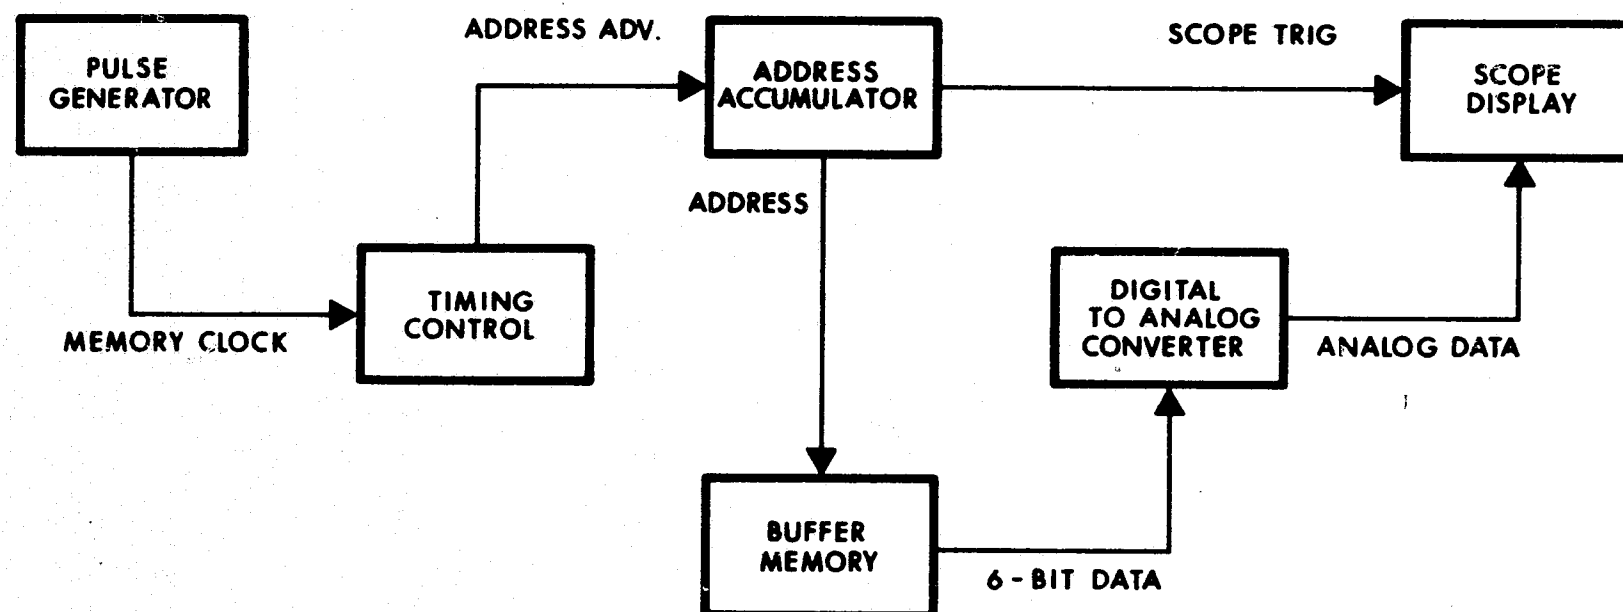 PULSE
GENERATOR
ADDRESS ADV.
ADDRESS
ACCUMULATOR
SCOPE TRIG
SCOPE
DISPLAY
MEMORY CLOCK
TIMING
CONTROL
ADDRESS
DIGITAL
TO ANALOG
CONVERTER
ANALOG DATA
BUFFER
MEMORY
6-BIT DATA